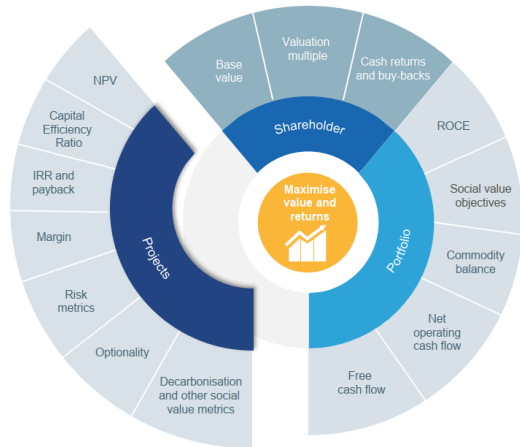 Base
value
Valuation
multiple
Cash returns
and buy-backs
NPV
Capital
Efficiency
Ratio
IRR and
payback
Margin
Risk
metrics
Optionality
Decarbonisation
and other social
value metrics
Projects
Shareholder
Maximise
value and
returns
Portfolio
ROCE
Social value
objectives
Commodity
balance
Net
operating
cash flow
Free
cash flow